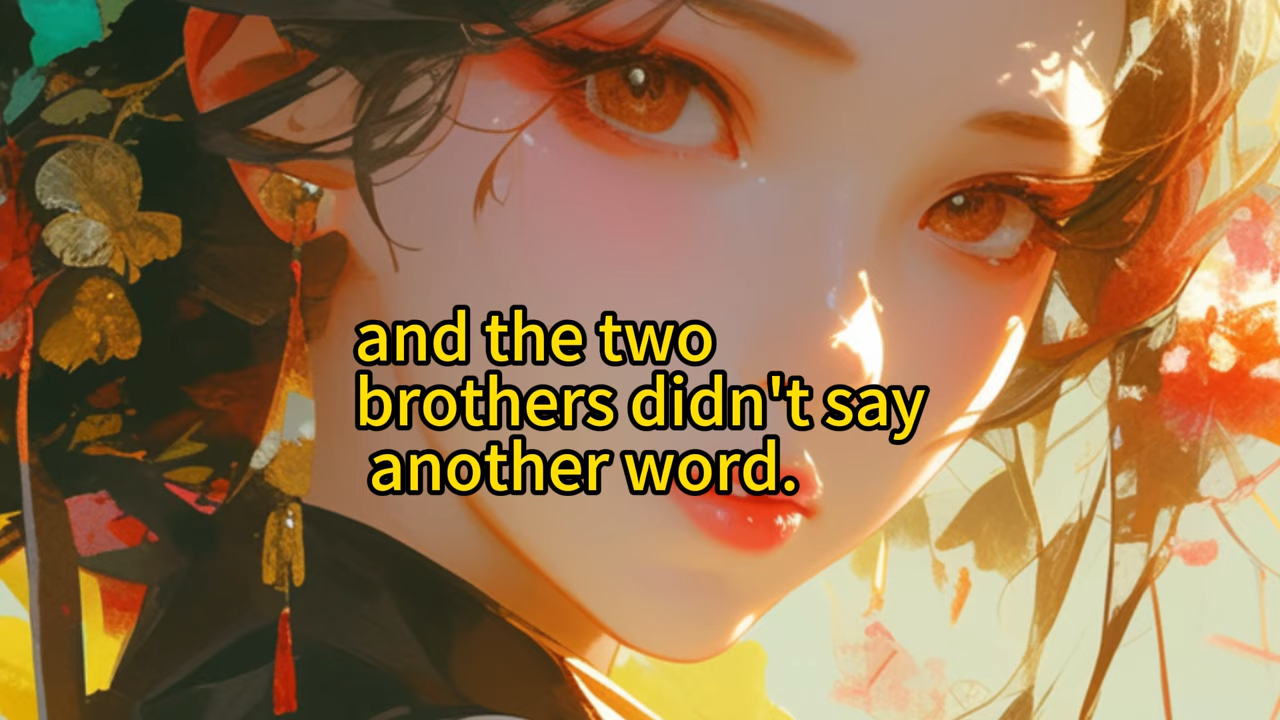 and the two
brothers didn't say
another word.